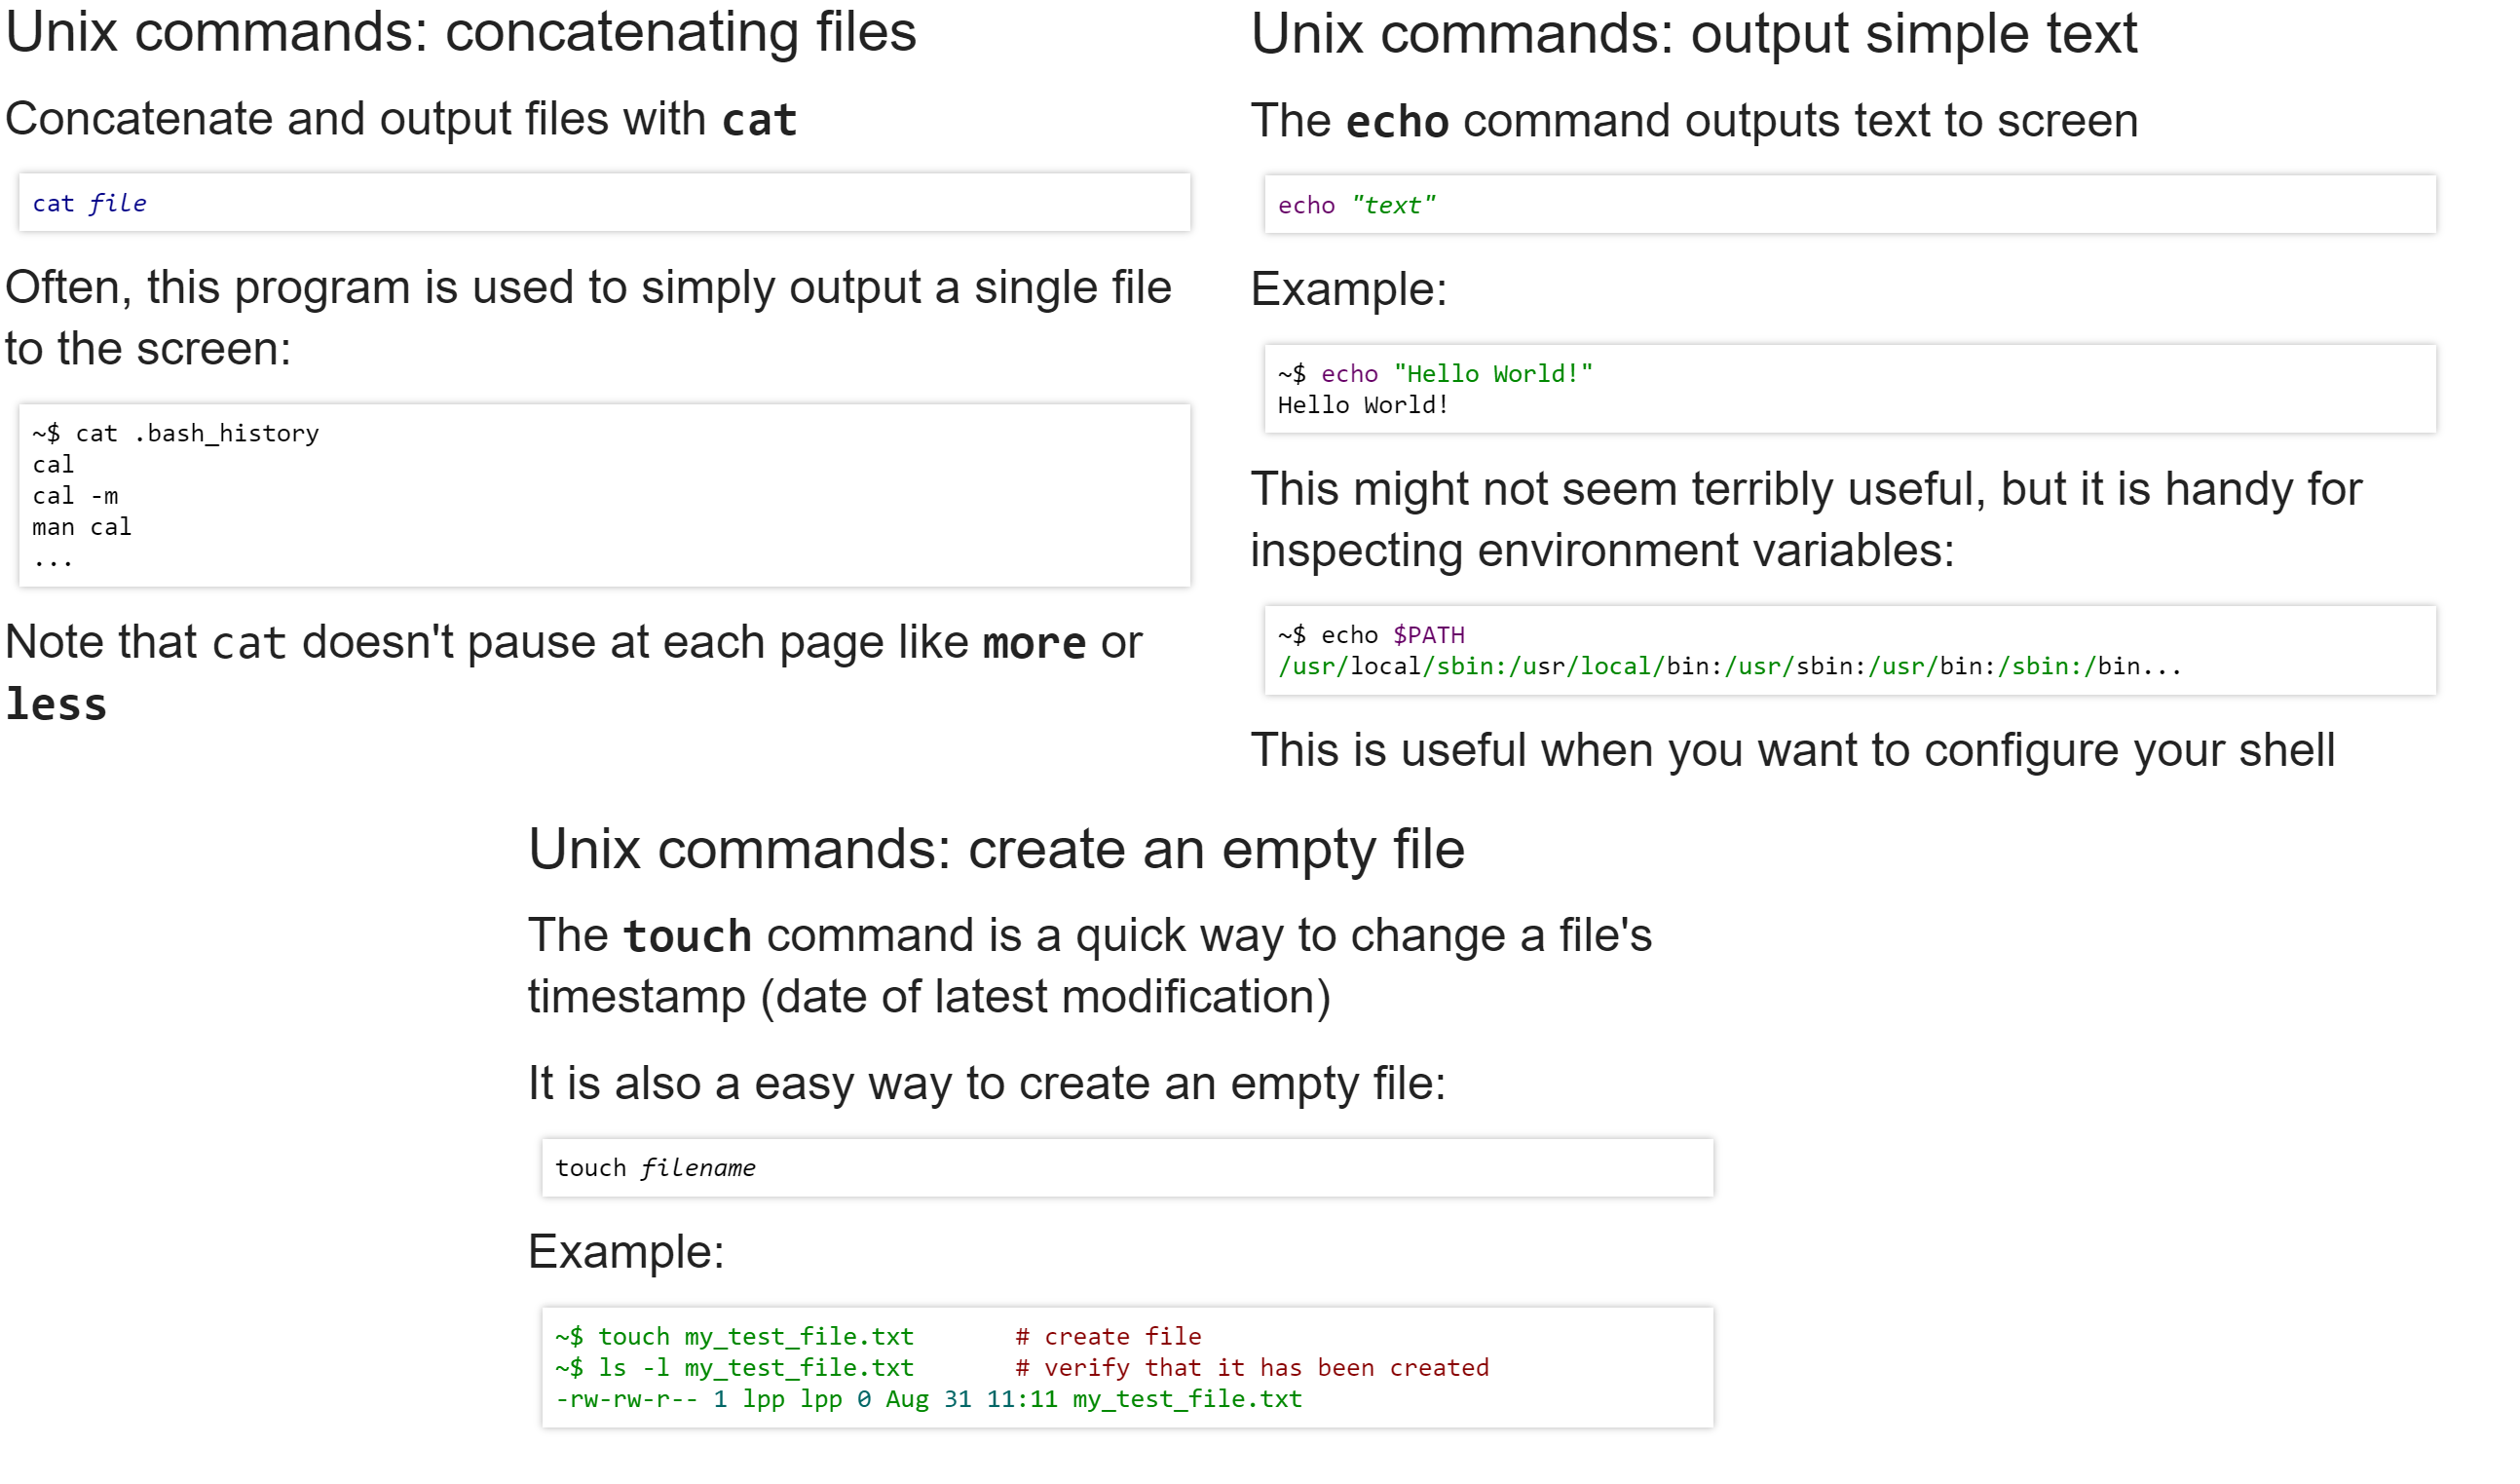 Unix commands: concatenating files
Concatenate and output files with cat
cat file
Often, this program is used to simply output a single file
to the screen:
~$ cat .bash_history
cal
cal -m
man cal
...
Note that cat doesn't pause at each page like more or
less
Unix commands: output simple text
The echo command outputs text to screen
echo "text"
Example:
~$ echo "Hello World!"
Hello World!
This might not seem terribly useful, but it is handy for
inspecting environment variables:
~$ echo $PATH
/usr/local/sbin:/usr/local/bin:/usr/sbin:/usr/bin:/sbin:/bin...
This is useful when you want to configure your shell
Unix commands: create an empty file
The touch command is a quick way to change a file's
timestamp (date of latest modification)
It is also a easy way to create an empty file:
touch filename
Example:
~$ touch my_test_file.txt       # create file
~$ ls -l my_test_file.txt       # verify that it has been created
-rw-rw-r-- 1 lpp lpp 0 Aug 31 11:11 my_test_file.txt